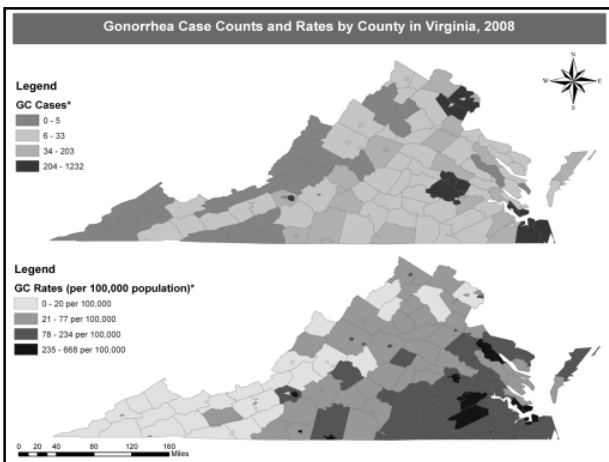 Gonorrhea Case Counts and Rates by County in Virginia, 2008
N
W E
S
Legend
GC Cases*
0 - 5
6 - 33
34 - 203
204 - 1232
Legend
GC Rates (per 100,000 population)*
0 - 20 per 100,000
21 - 77 per 100,000
78 - 234 per 100,000
235 - 668 per 100,000
0 20 40 80 120 160
Miles